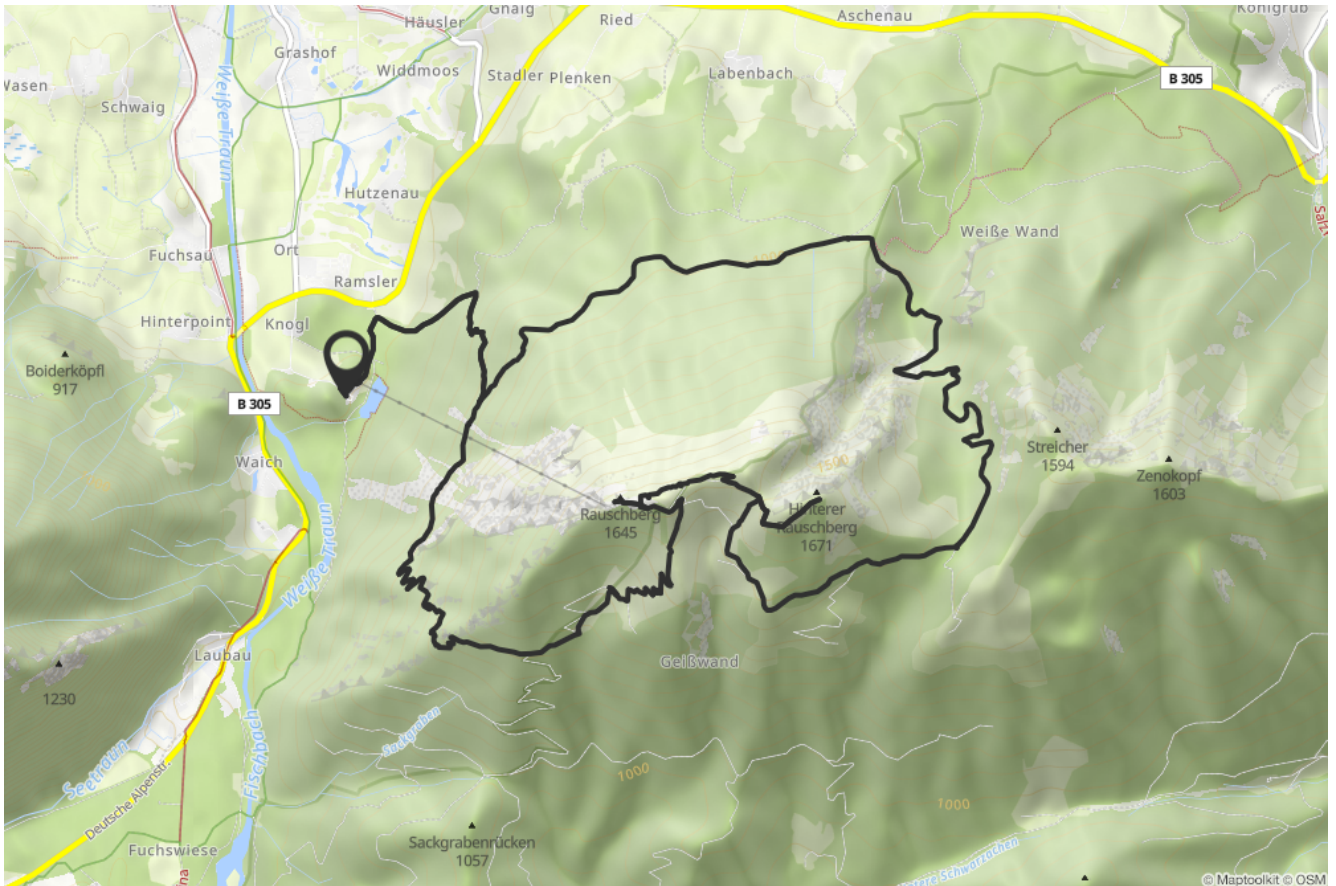 Gnaig
Häusler
Ried
Aschenau
Grashof
Widdmoos
Stadler
Plenken
Labenbach
B 305
Wasen
Schwaig
Weiße Traun
Hutzenau
Weiße Wand
Fuchsau
Ort
Ramsler
Hinterpoint
Knogl
1000
Boiderköpfl
917
B 305
Waich
Streicher
1594
Zenokopf
1603
1500
Rauschberg
1645
Hinterer
Rauschberg
1671
Weiße Traun
Laubau
Geißwand
1230
Seetraun
Fischbach
Sackgraben
1000
1000
Deutsche Alpenstr.
Sackgrabenrücken
1057
Fuchswiese
© Maptoolkit © OSM